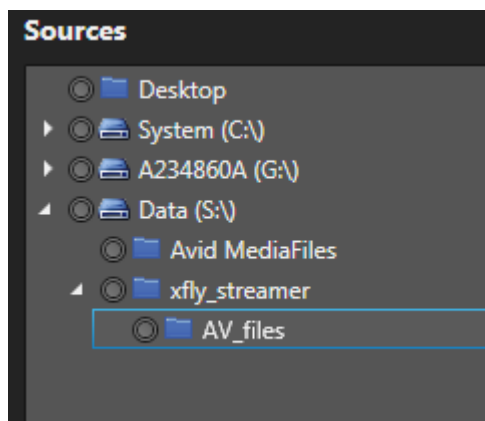 Sources
Desktop
System (C:\)
A234860A (G:\)
Data (S:\)
Avid MediaFiles
xfly_streamer
AV_files